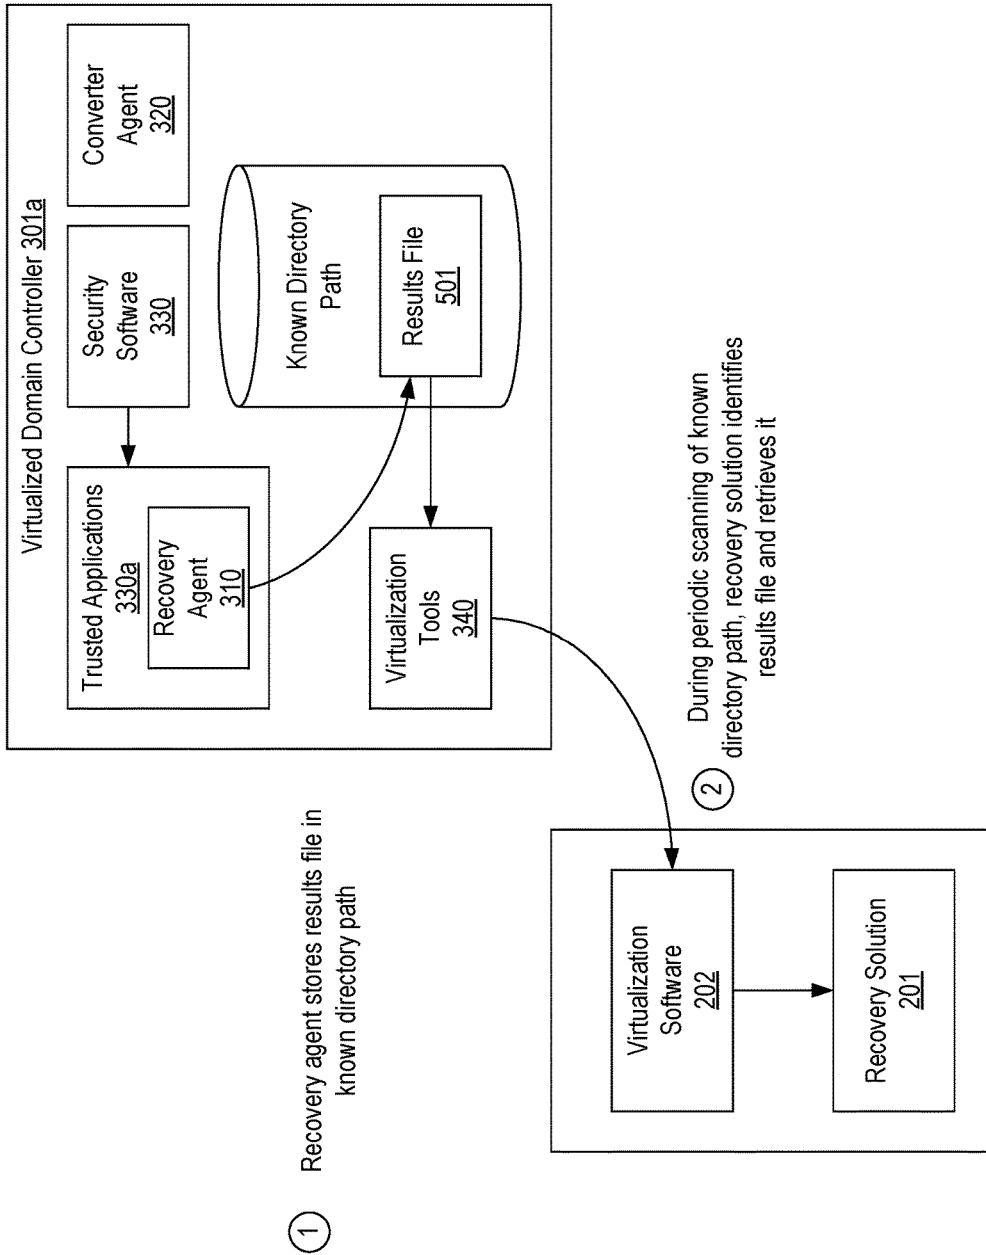 Virtualized Domain Controller 301a
Trusted Applications
330a
Recovery
Agent
310
Security
Software
330
Converter
Agent
320
Virtualization
Tools
340
Known Directory
Path
Results File
501
1
Recovery agent stores results file in
known directory path
2
During periodic scanning of known
directory path, recovery solution identifies
results file and retrieves it
Virtualization
Software
202
Recovery Solution
201